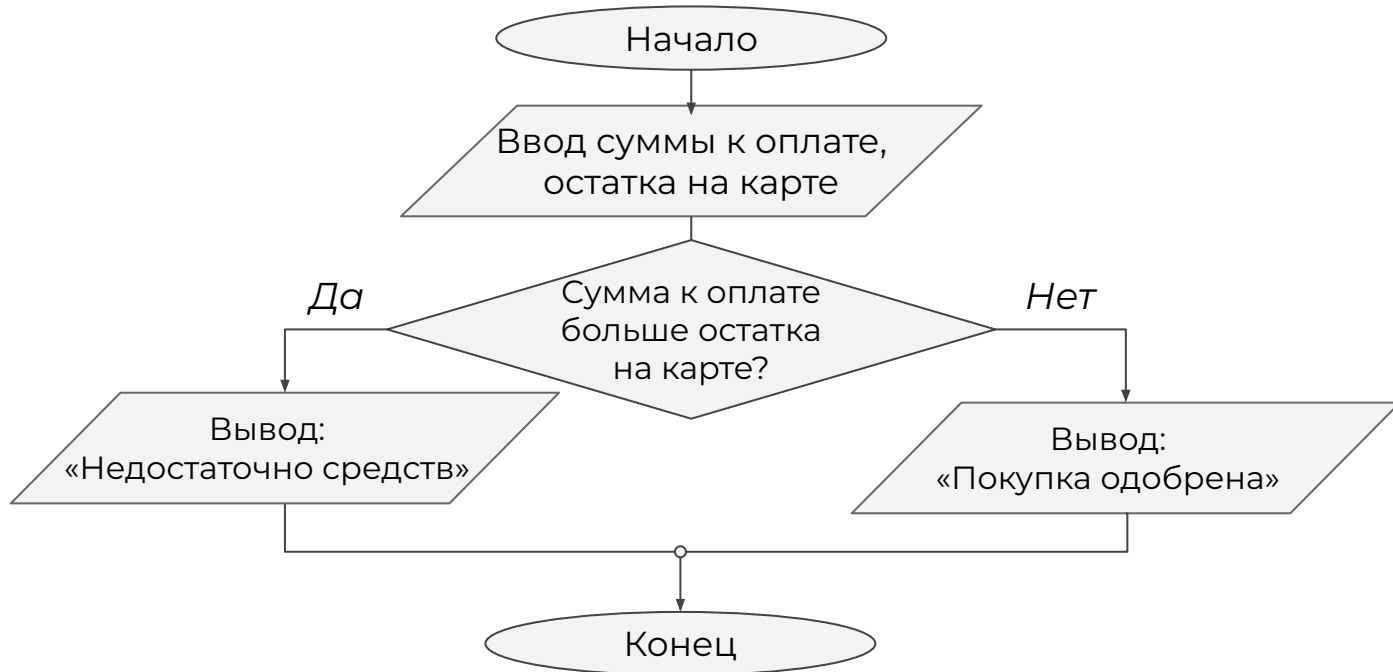 Начало
Ввод суммы к оплате,
остатка на карте
Да
Сумма к оплате
больше остатка
на карте?
Нет
Вывод:
«Недостаточно средств»
Вывод:
«Покупка одобрена»
Конец